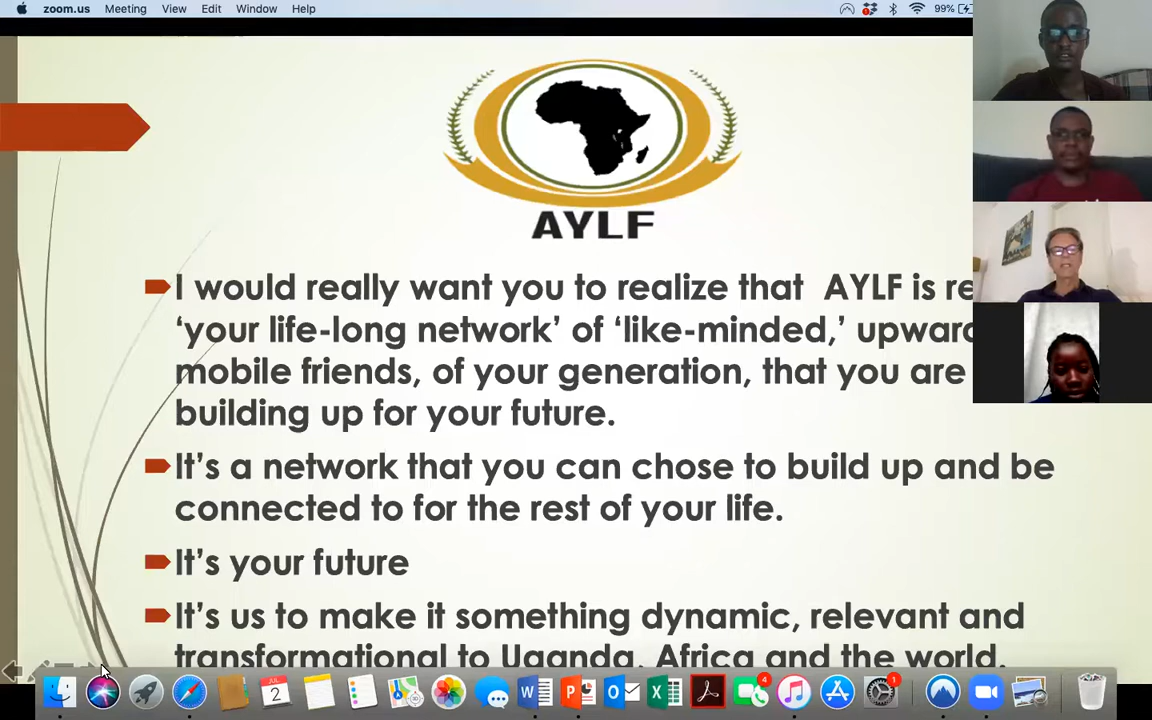 zoom.us Meeting View Edit Window Help 99%
AYLF
I would really want you to realize that AYLF is
'your life-long network' of 'like-minded,'
mobile friends, of your generation, that you are
building up for your future.
It's a network that you can chose to build up and be
connected to for the rest of your life.
It's your future
It's us to make it something dynamic, relevant and
transformational to Uganda, Africa and the world.
JUL
2
4
1